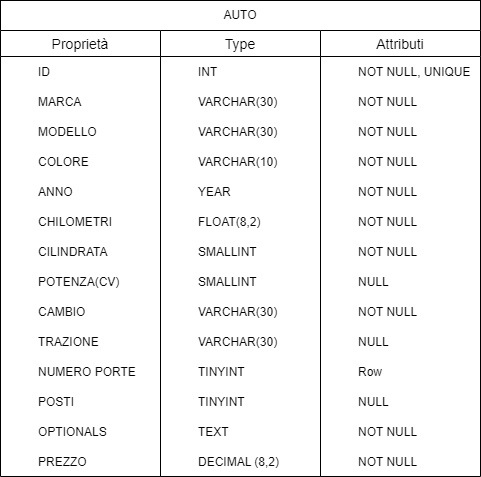 AUTO
Proprietà Type Attributi
ID INT NOT NULL, UNIQUE
MARCA VARCHAR(30) NOT NULL
MODELLO VARCHAR(30) NOT NULL
COLORE VARCHAR(10) NOT NULL
ANNO YEAR NOT NULL
CHILOMETRI FLOAT(8,2) NOT NULL
CILINDRATA SMALLINT NOT NULL
POTENZA(CV) SMALLINT NULL
CAMBIO VARCHAR(30) NOT NULL
TRAZIONE VARCHAR(30) NULL
NUMERO PORTE TINYINT Row
POSTI TINYINT NULL
OPTIONALS TEXT NOT NULL
PREZZO DECIMAL (8,2) NOT NULL